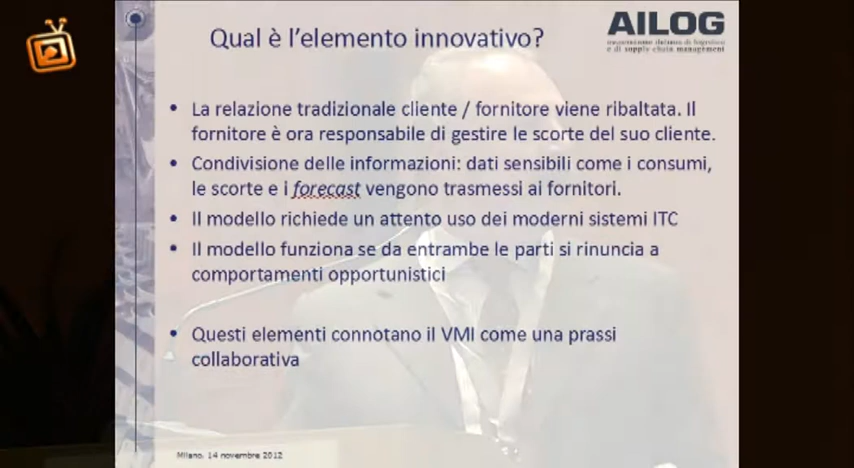 Qual è l'elemento innovativo?
AILOG
associazione italiana di logistica
e di supply chain management
• La relazione tradizionale cliente / fornitore viene ribaltata. Il
fornitore è ora responsabile di gestire le scorte del suo cliente.
• Condivisione delle informazioni: dati sensibili come i consumi,
le scorte e i forecast vengono trasmessi ai fornitori.
• Il modello richiede un attento uso dei moderni sistemi ITC
• Il modello funziona se da entrambe le parti si rinuncia a
comportamenti opportunistici
• Questi elementi connotano il VMI come una prassi
collaborativa
Milano, 14 novembre 2012